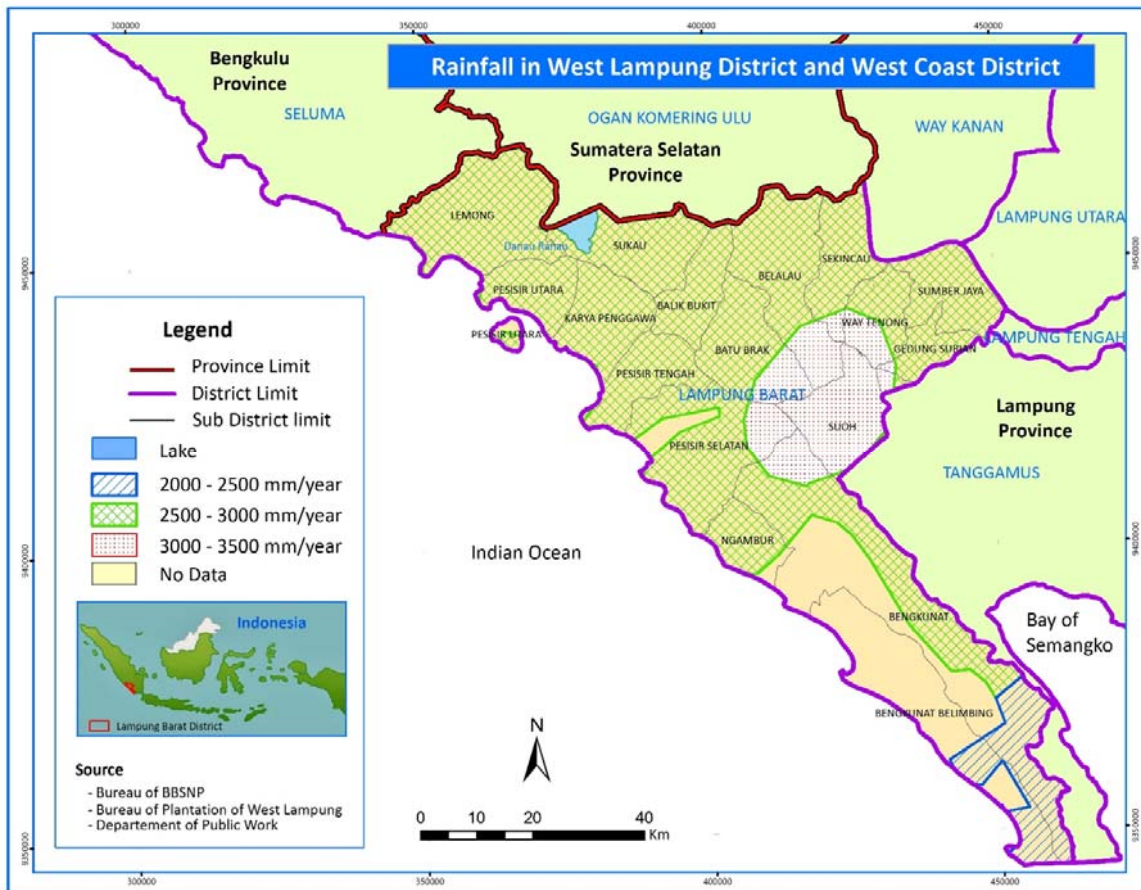 300000
350000
400000
450000
Rainfall in West Lampung District and West Coast District
Bengkulu
Province
SELUMA
OGAN KOMERING ULU
WAY KANAN
Sumatera Selatan
Province
LEMONG
LAMPUNG UTARA
Danau Ranau
SUKAU
SEKINCAU
9450000
9450000
BELALAU
SUMBER JAYA
PESISIR UTARA
BALIK BUKIT
KARYA PENGGAWA
WAY TENONG
PESISIR UTARA
LAMPUNG TENGAH
BATU BRAK
GEDUNG SURIAN
PESISIR TENGAH
LAMPUNG BARAT
Lampung
Province
SUOH
PESISIR SELATAN
TANGGAMUS
Legend
Province Limit
District Limit
Sub District limit
Lake
2000 - 2500 mm/year
2500 - 3000 mm/year
3000 - 3500 mm/year
No Data
Indian Ocean
NGAMBUR
9400000
9400000
BENGKUNAT
Bay of
Semangko
BENGKUNAT BELIMBING
Indonesia
Lampung Barat District
N
Source
- Bureau of BBSNP
- Bureau of Plantation of West Lampung
- Departement of Public Work
0 10 20 40
Km
9350000
9350000
300000
350000
400000
450000